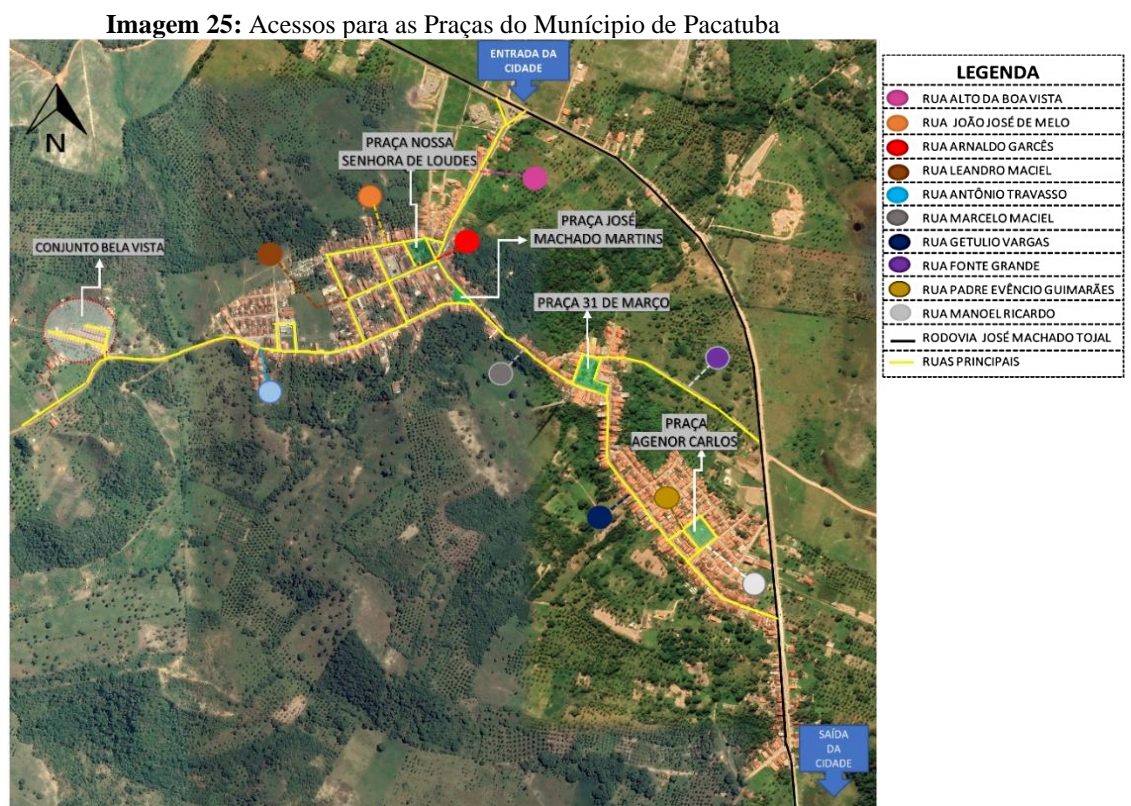 Imagem 25: Acessos para as Praças do Munícipio de Pacatuba
ENTRADA DA
CIDADE
N
PRAÇA NOSSA
SENHORA DE LOUDES
PRAÇA JOSÉ
MACHADO MARTINS
CONJUNTO BELA VISTA
PRAÇA 31 DE MARÇO
PRAÇA
AGENOR CARLOS
SAÍDA
DA
CIDADE
LEGENDA
RUA ALTO DA BOA VISTA
RUA JOÃO JOSÉ DE MELO
RUA ARNALDO GARCÊS
RUA LEANDRO MACIEL
RUA ANTÔNIO TRAVASSO
RUA MARCELO MACIEL
RUA GETULIO VARGAS
RUA FONTE GRANDE
RUA PADRE EVÊNCIO GUIMARÃES
RUA MANOEL RICARDO
RODOVIA JOSÉ MACHADO TOJAL
RUAS PRINCIPAIS